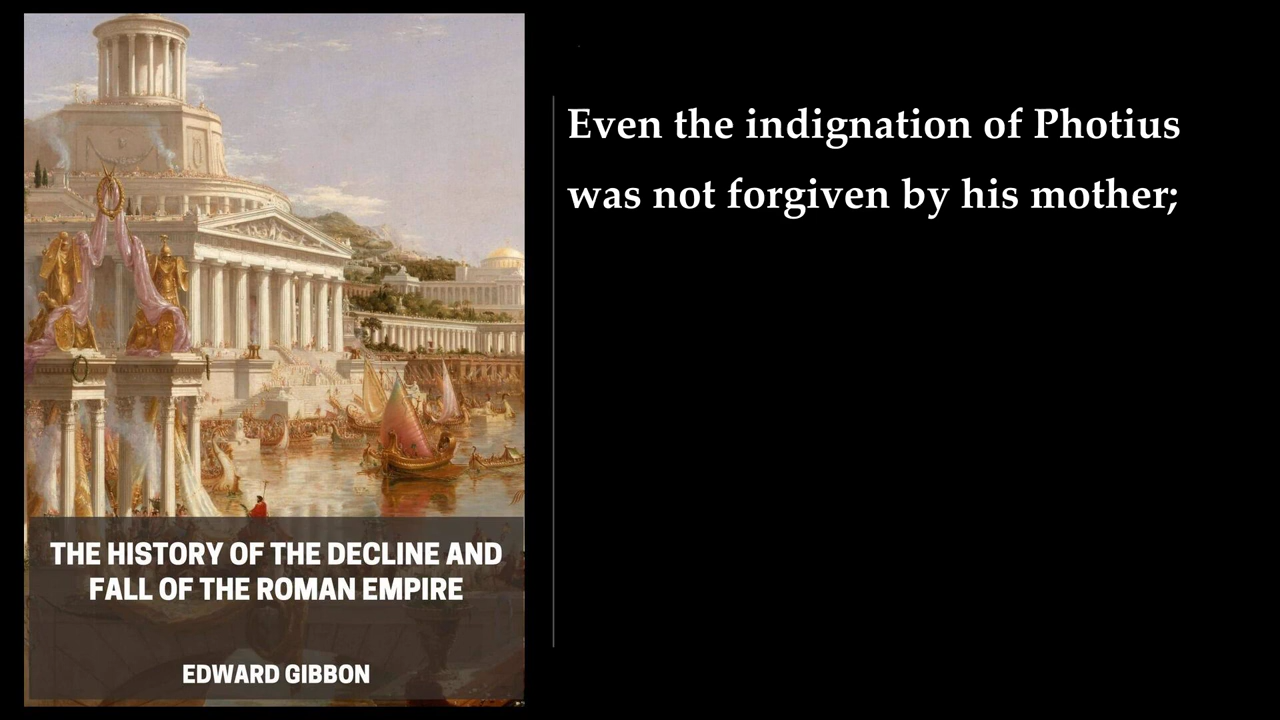 Even the indignation of Photius
was not forgiven by his mother;
THE HISTORY OF THE DECLINE AND
FALL OF THE ROMAN EMPIRE
EDWARD GIBBON